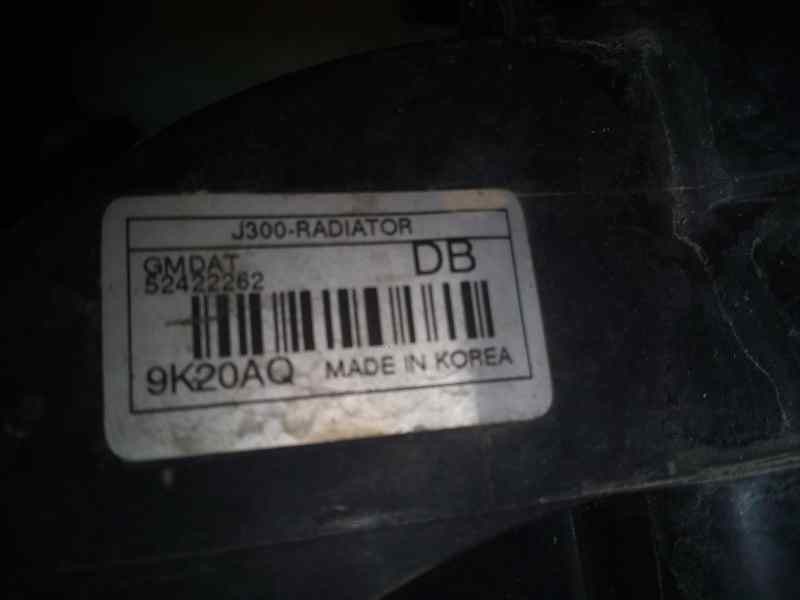 J300-RADIATOR
GMDAT DB
52422262
9K20AQ MADE IN KOREA